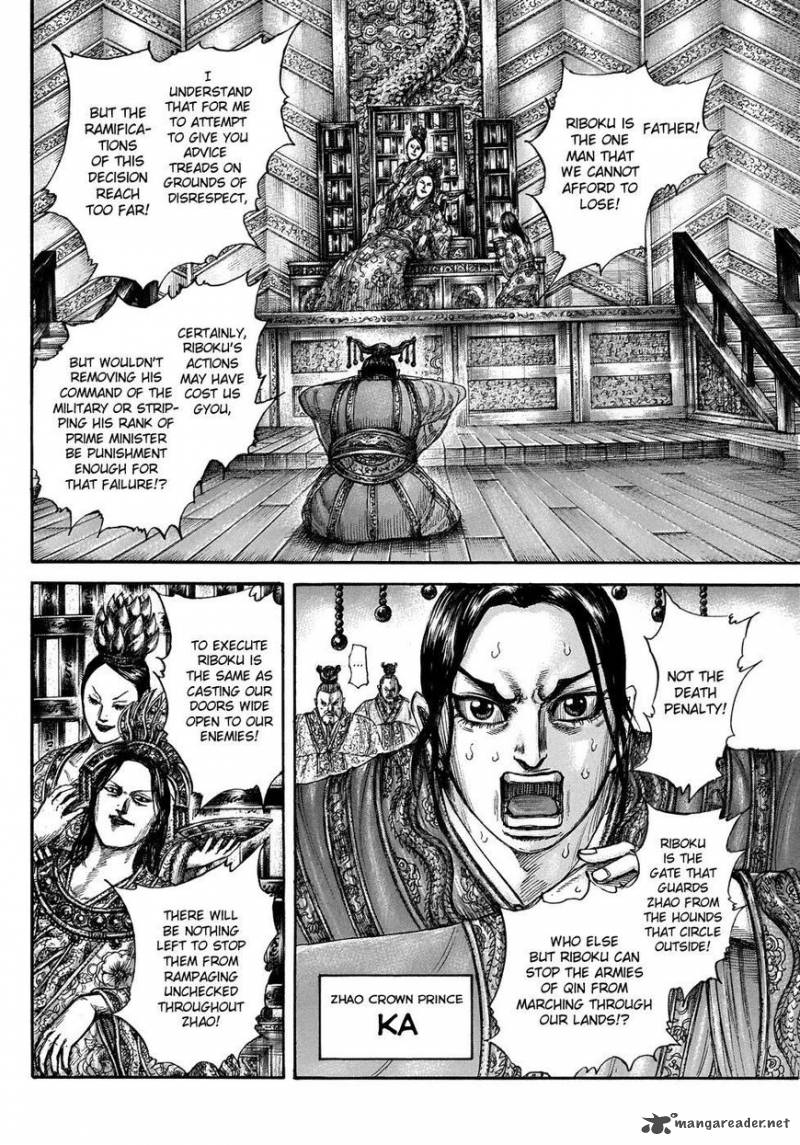 FATHER!
RIBOKU IS
THE ONE
MAN THAT
WE CANNOT
AFFORD TO
LOSE!
I
UNDERSTAND
THAT FOR ME
TO ATTEMPT
TO GIVE YOU
ADVICE
TREADS ON
GROUNDS OF
DISRESPECT,
BUT THE
RAMIFICA-
TIONS
OF THIS
DECISION
REACH
TOO FAR!
CERTAINLY,
RIBOKU'S
ACTIONS
MAY HAVE
COST US
GYOU,
BUT WOULDN'T
REMOVING HIS
COMMAND OF THE
MILITARY OR STRIP-
PING HIS RANK OF
PRIME MINISTER
BE PUNISHMENT
ENOUGH FOR
THAT FAILURE!?
NOT THE
DEATH
PENALTY!
...
RIBOKU
IS THE
GATE THAT
GUARDS
ZHAO FROM
THE HOUNDS
THAT CIRCLE
OUTSIDE!
WHO ELSE
BUT RIBOKU CAN
STOP THE ARMIES
OF QIN FROM
MARCHING THROUGH
OUR LANDS!?
ZHAO CROWN PRINCE
KA
TO EXECUTE
RIBOKU IS
THE SAME AS
CASTING OUR
DOORS WIDE
OPEN TO OUR
ENEMIES!
THERE WILL
BE NOTHING
LEFT TO STOP
THEM FROM
RAMPAGING
UNCHECKED
THROUGHOUT
ZHAO!
mangareader.net